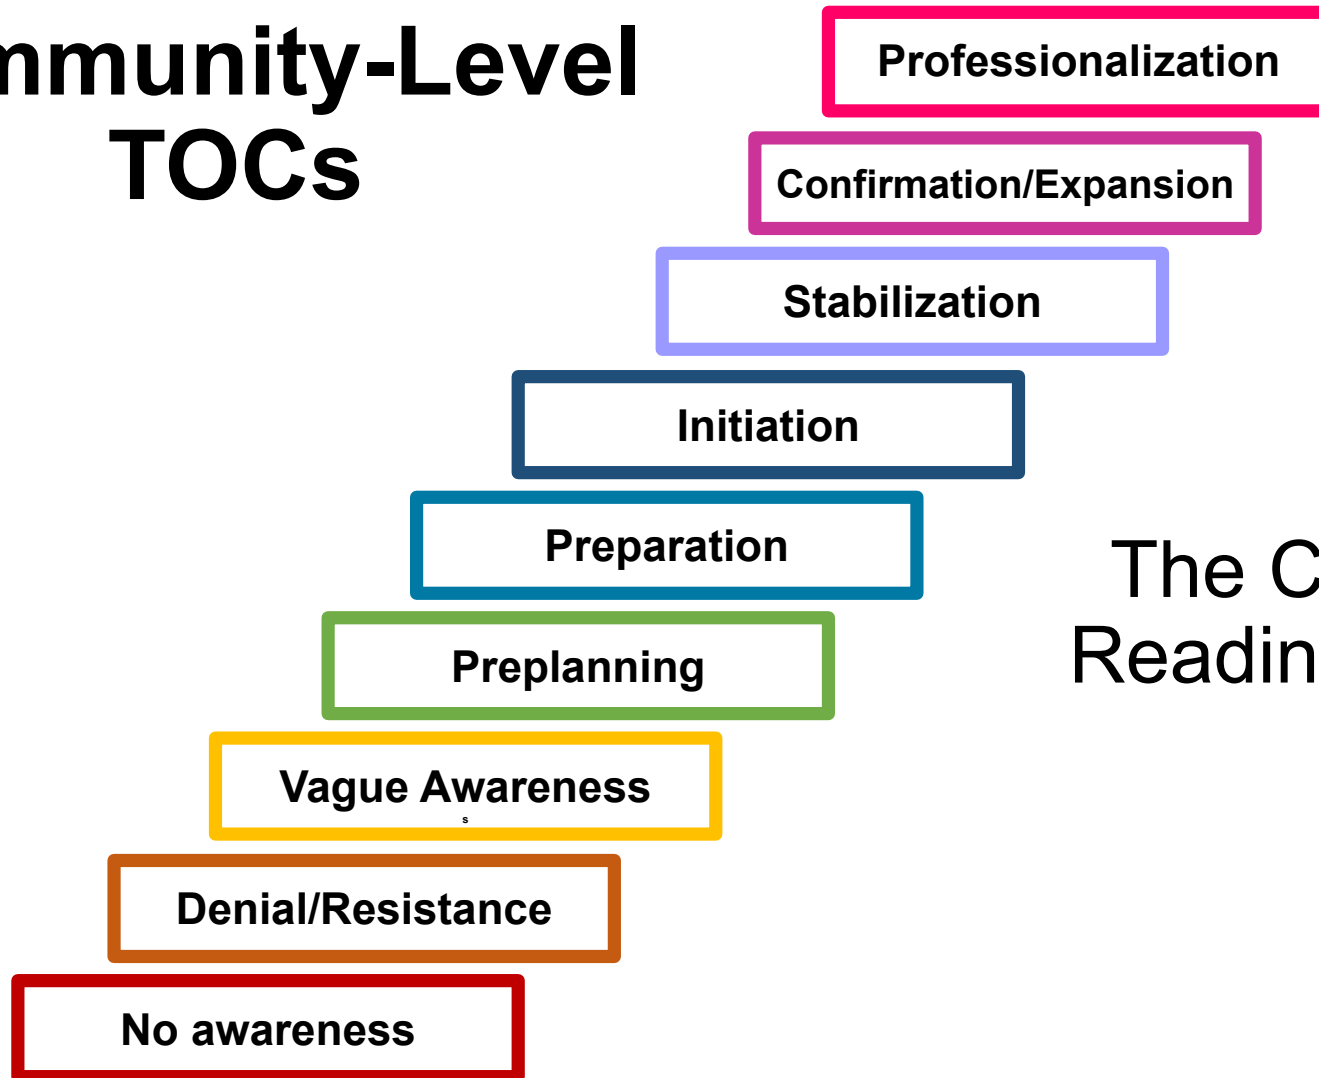 mmunity-Level
TOCs
Professionalization
Confirmation/Expansion
Stabilization
Initiation
Preparation
The C
Readin
Preplanning
Vague Awareness
s
Denial/Resistance
No awareness